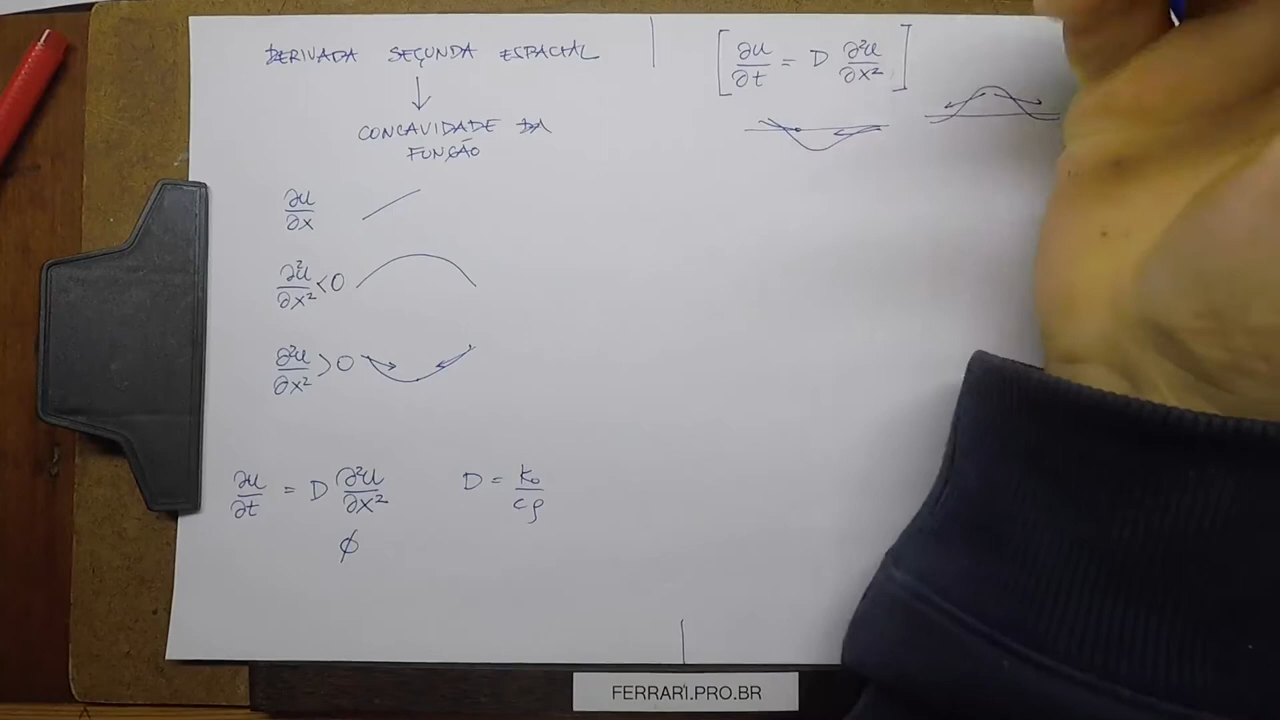 DERIVADA SEGUNDA ESPACIAL
↓
CONCAVIDADE DA
FUNÇÃO
∂u/∂x
∂²u/∂x² < 0
∂²u/∂x² > 0
∂u/∂t = D ∂²u/∂x²
D = K₀/cρ
∅
[∂u/∂t = D ∂²u/∂x²]
FERRARI.PRO.BR